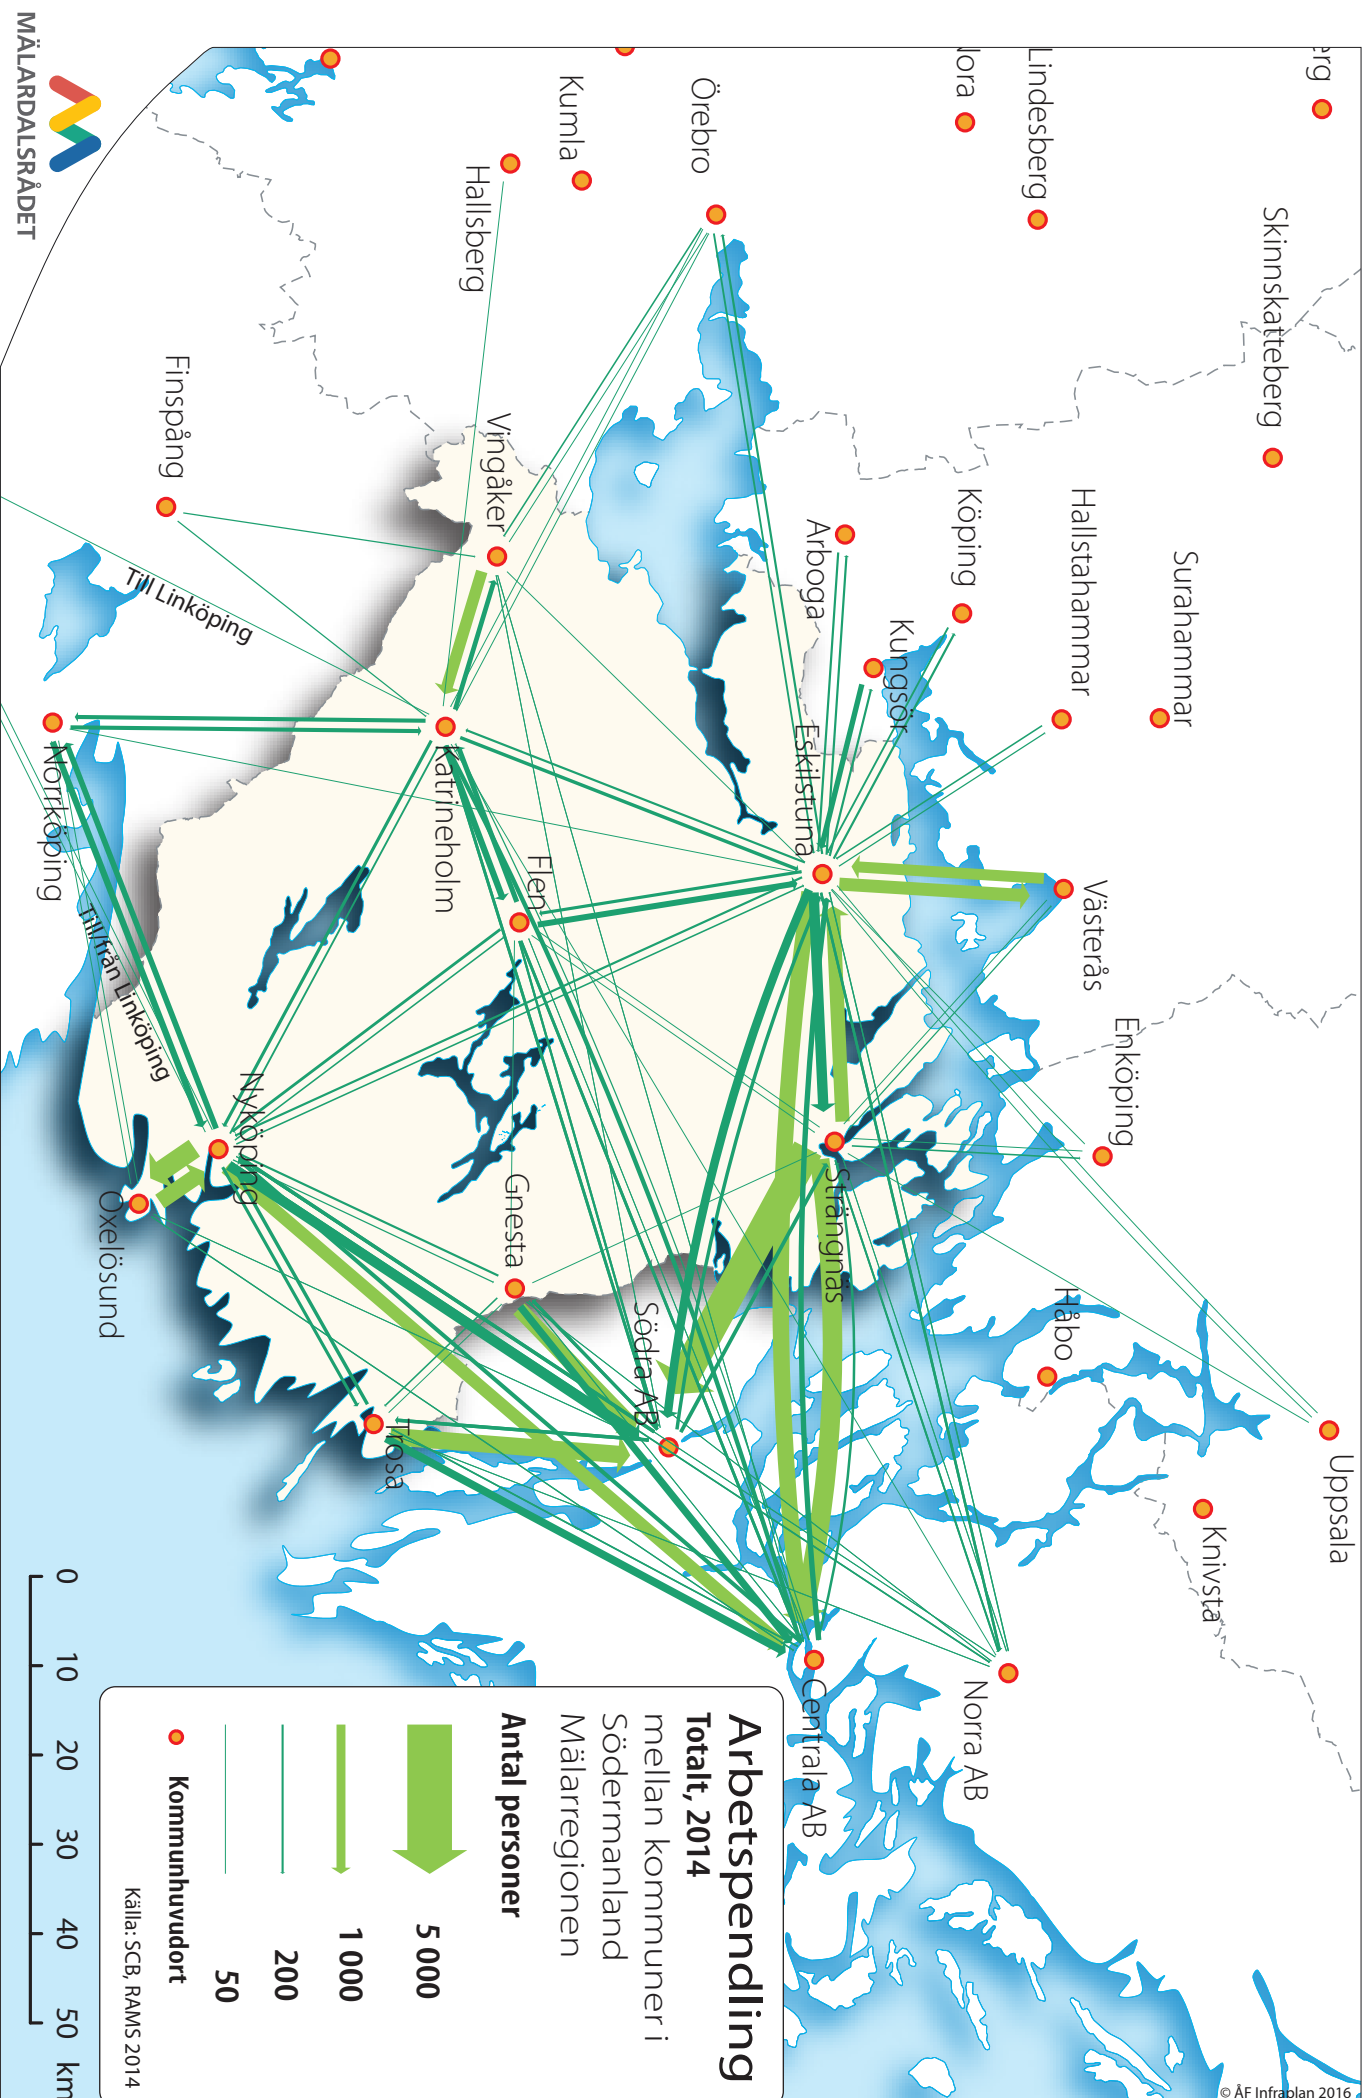 erg
Skinnskatteberg
Lindesberg
Nora
Surahammar
Hallstahammar
Köping
Kungsör
Arboga
Örebro
Kumla
Hallsberg
Vingåker
Finspång
Till Linköping
Västerås
Enköping
Eskilstuna
Katrineholm
Flen
Norrköping
Till/från Linköping
Uppsala
Knivsta
Håbo
Strängnäs
Gnesta
Nyköping
Oxelösund
Trosa
Södra AB
Norra AB
Centrala AB
Arbetspendling
Totalt, 2014
mellan kommuner i
Södermanland
Mälarregionen
Antal personer
5 000
1 000
200
50
Kommunhuvudort
Källa: SCB, RAMS 2014
0 10 20 30 40 50 km
MÄLARDALSRÅDET
© ÅF Infraplan 2016